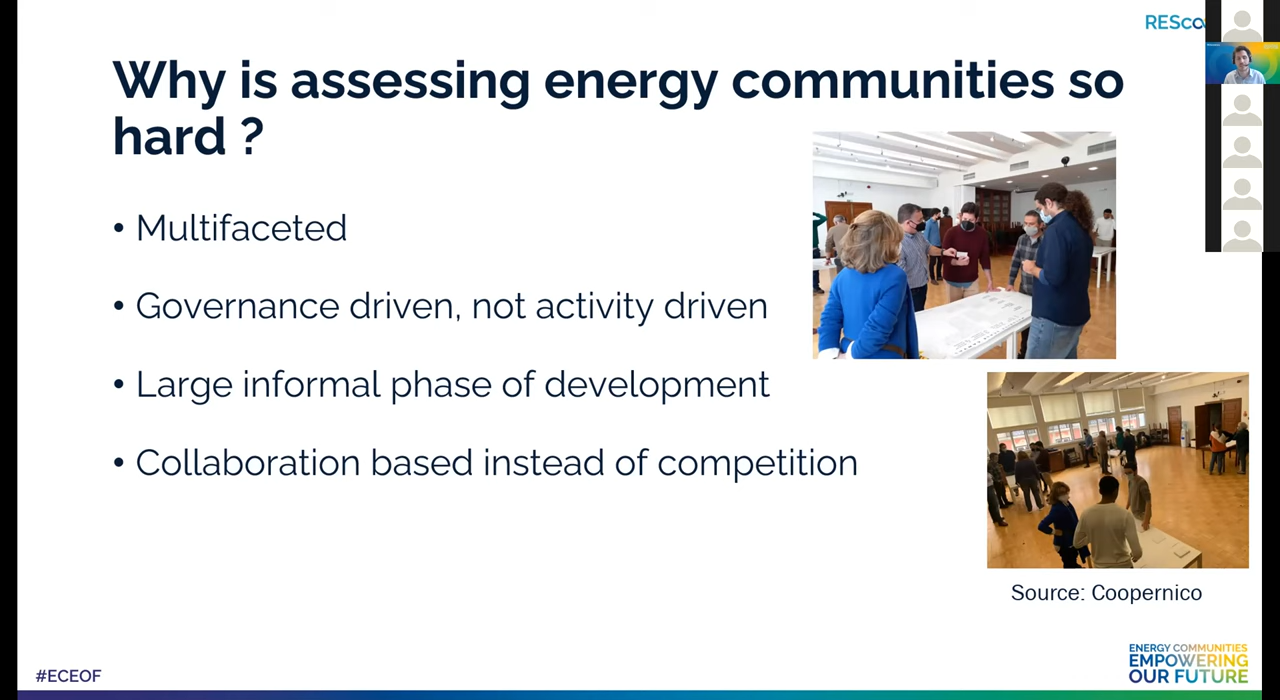 REScoo
Why is assessing energy communities so
hard ?
• Multifaceted
• Governance driven, not activity driven
• Large informal phase of development
• Collaboration based instead of competition
Source: Coopernico
#ECEOF
ENERGY COMMUNITIES
EMPOWERING
OUR FUTURE